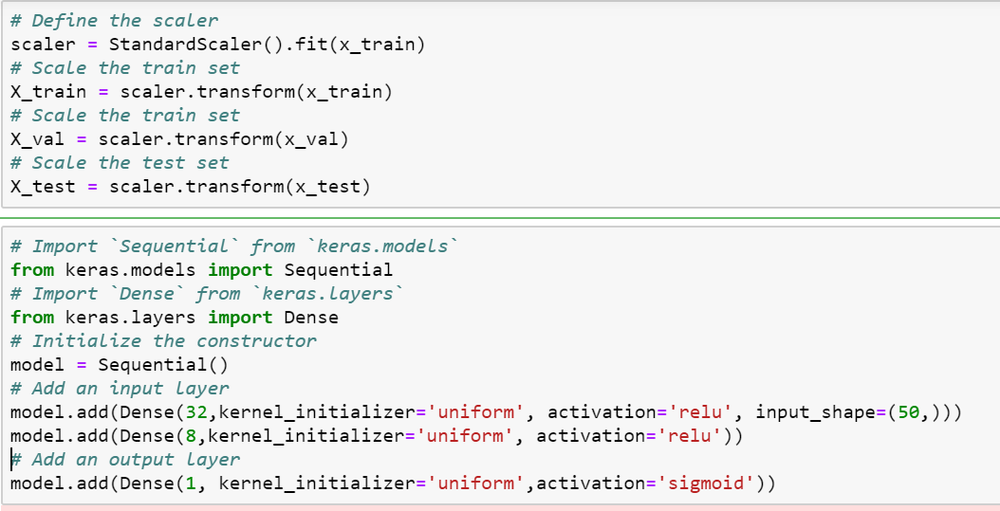 # Define the scaler
scaler = StandardScaler().fit(x_train)
# Scale the train set
X_train = scaler.transform(x_train)
# Scale the train set
X_val = scaler.transform(x_val)
# Scale the test set
X_test = scaler.transform(x_test)
# Import `Sequential` from `keras.models`
from keras.models import Sequential
# Import `Dense` from `keras.layers`
from keras.layers import Dense
# Initialize the constructor
model = Sequential()
# Add an input layer
model.add(Dense(32,kernel_initializer='uniform', activation='relu', input_shape=(50,)))
model.add(Dense(8,kernel_initializer='uniform', activation='relu'))
# Add an output layer
model.add(Dense(1, kernel_initializer='uniform',activation='sigmoid'))